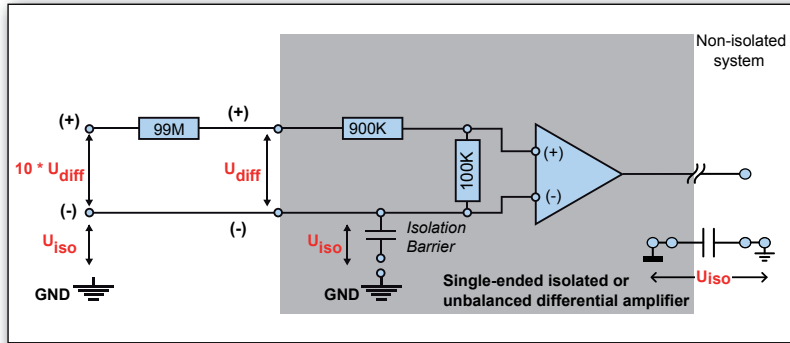 Non-isolated
system
(+)
99M
(+)
900K
100K
(+)
(-)
10 * Udiff
Udiff
(-)
(-)
Uiso
Uiso
Isolation
Barrier
GND
GND
Single-ended isolated or
unbalanced differential amplifier
Uiso